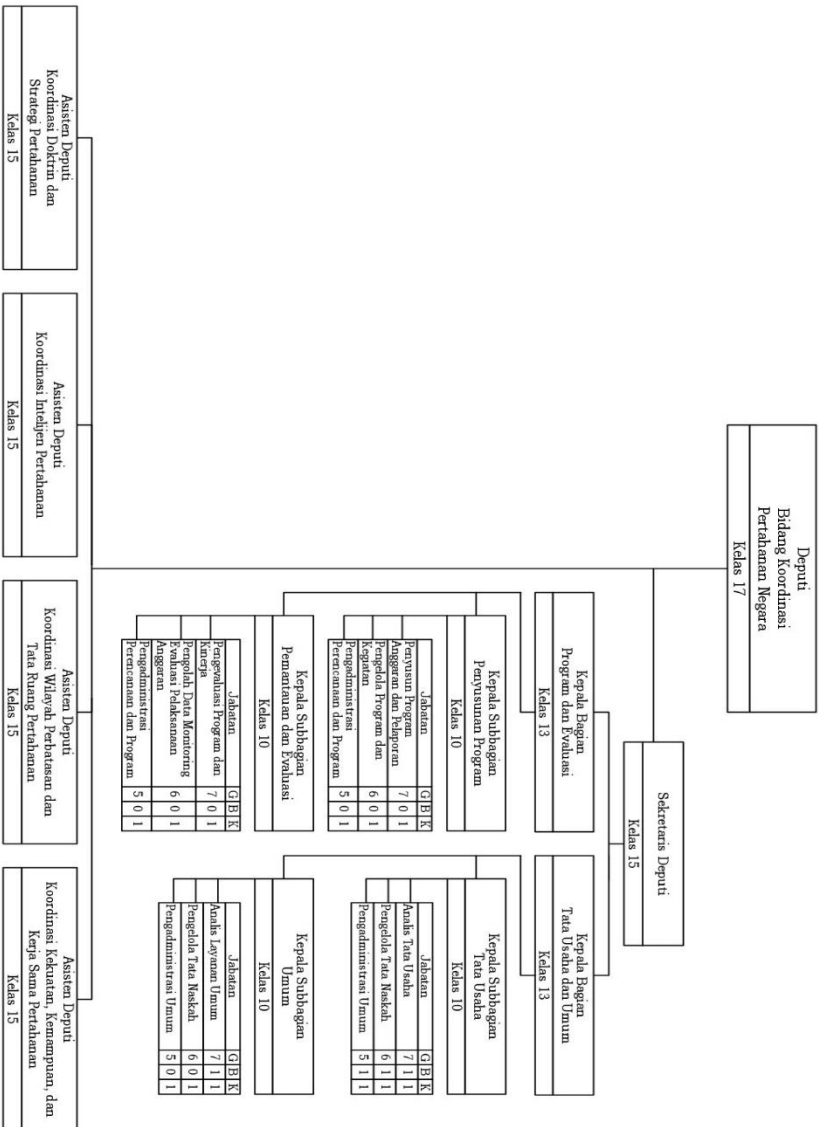 Deputi
Bidang Koordinasi
Pertahanan Negara
Kelas 17
Sekretaris Deputi
Kelas 15
Kepala Bagian
Program dan Evaluasi
Kelas 13
Kepala Bagian
Tata Usaha dan Umum
Kelas 13
Kepala Subbagian
Penyusunan Program
Kelas 10
Jabatan G B K
Penyusun Program
Anggaran dan Pelaporan 7 0 1
Pengelola Program dan
Kegiatan 6 0 1
Pengadministrasi
Perencanaan dan Program 5 0 1
Kepala Subbagian
Tata Usaha
Kelas 10
Jabatan G B K
Analis Tata Usaha 7 1 1
Pengelola Tata Naskah 6 1 1
Pengadministrasi Umum 5 1 1
Kepala Subbagian
Pemantauan dan Evaluasi
Kelas 10
Jabatan G B K
Pengevaluasi Program dan
Kinerja 7 0 1
Pengolah Data Monitoring
Evaluasi Pelaksanaan
Anggaran 6 0 1
Pengadministrasi
Perencanaan dan Program 5 0 1
Kepala Subbagian
Umum
Kelas 10
Jabatan G B K
Analis Layanan Umum 7 1 1
Pengelola Tata Naskah 6 0 1
Pengadministrasi Umum 5 0 1
Asisten Deputi
Koordinasi Doktrin dan
Strategi Pertahanan
Kelas 15
Asisten Deputi
Koordinasi Intelijen Pertahanan
Kelas 15
Asisten Deputi
Koordinasi Wilayah Perbatasan dan
Tata Ruang Pertahanan
Kelas 15
Asisten Deputi
Koordinasi Kekuatan, Kemampuan, dan
Kerja Sama Pertahanan
Kelas 15